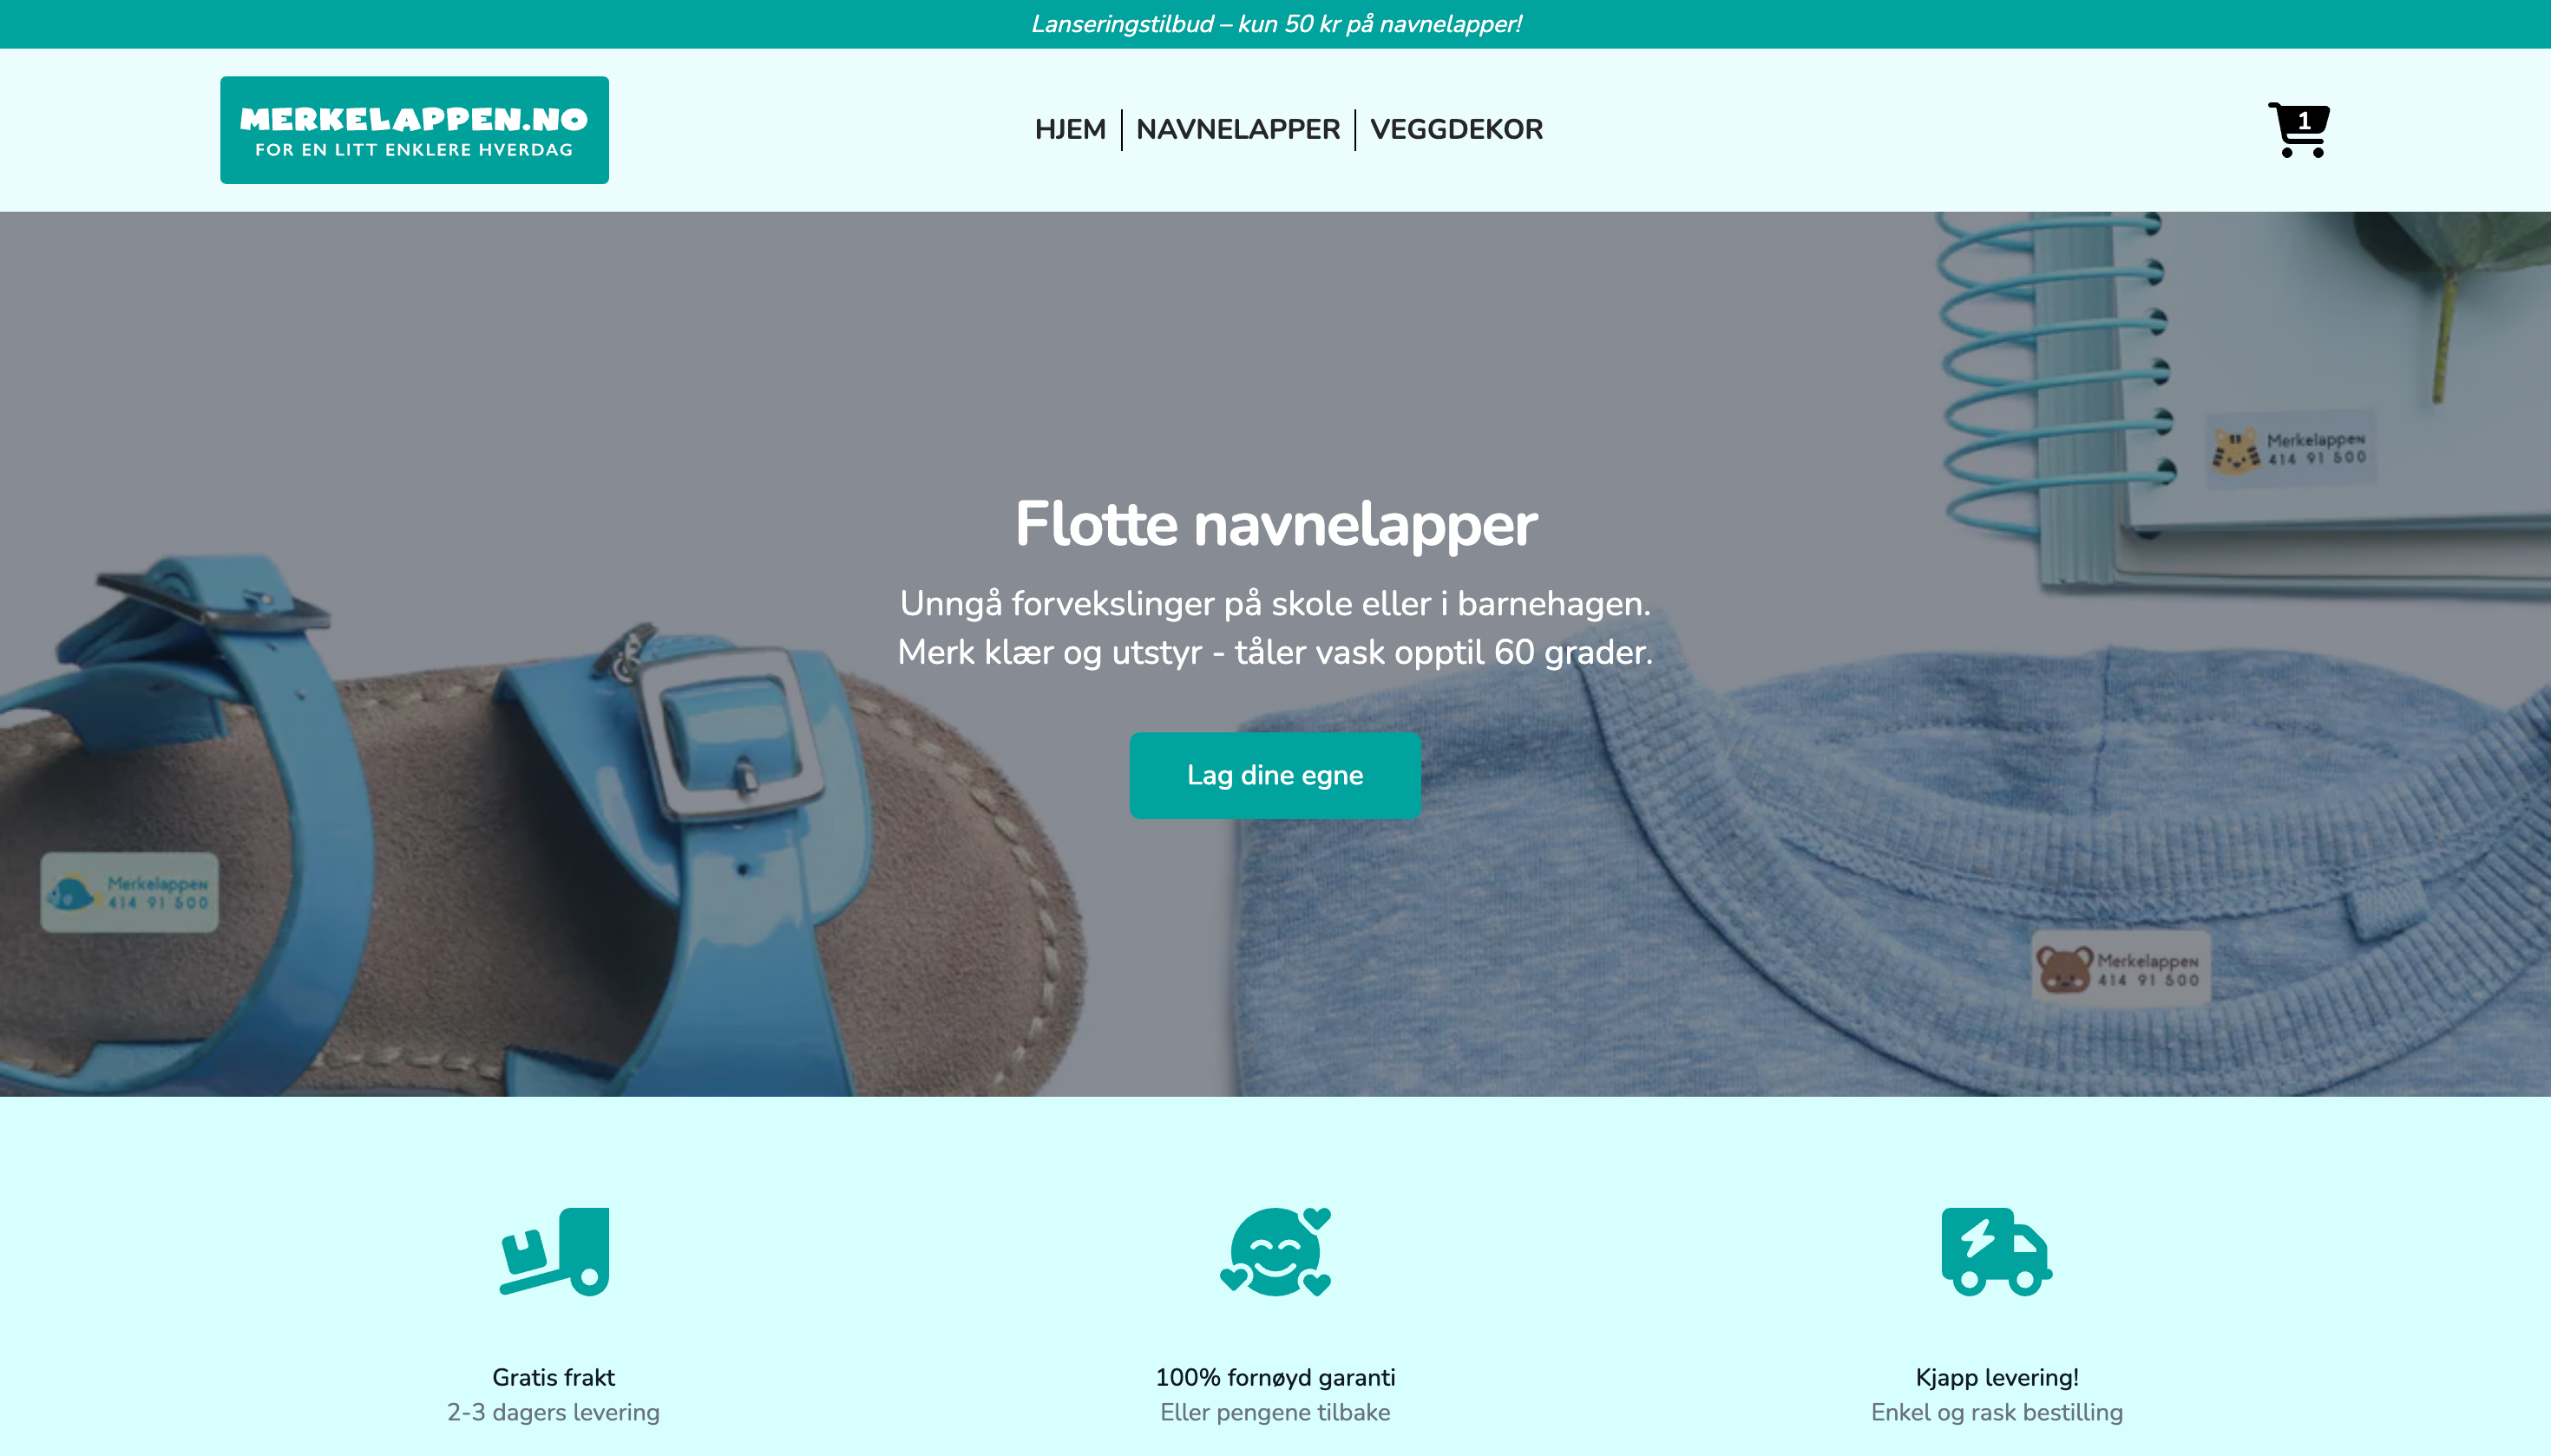 Lanseringstilbud – kun 50 kr på navnelapper!
MERKELAPPEN.NO
FOR EN LITT ENKLERE HVERDAG
HJEM
NAVNELAPPER
VEGGDEKOR
1
Merkelappen
414 91 500
Flotte navnelapper
Unngå forvekslinger på skole eller i barnehagen.
Merk klær og utstyr - tåler vask opptil 60 grader.
Lag dine egne
Merkelappen
414 91 500
Merkelappen
414 91 500
Gratis frakt
2-3 dagers levering
100% fornøyd garanti
Eller pengene tilbake
Kjapp levering!
Enkel og rask bestilling